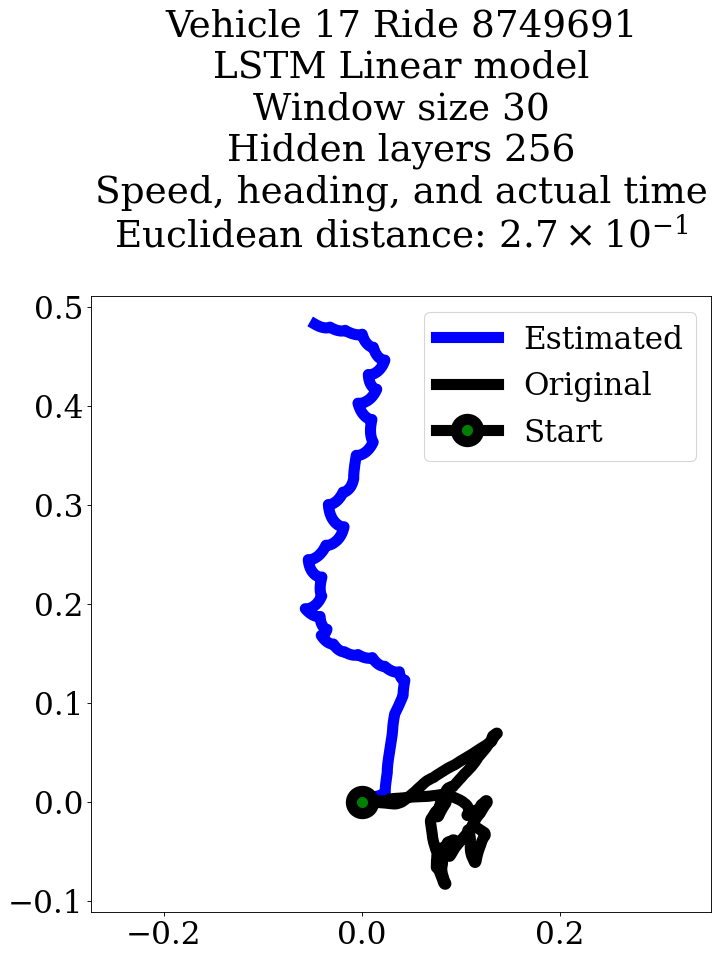 Vehicle 17 Ride 8749691
LSTM Linear model
Window size 30
Hidden layers 256
Speed, heading, and actual time
Euclidean distance: 2.7 × 10⁻¹
0.5
0.4
0.3
0.2
0.1
0.0
−0.1
−0.2
0.0
0.2
Estimated
Original
Start